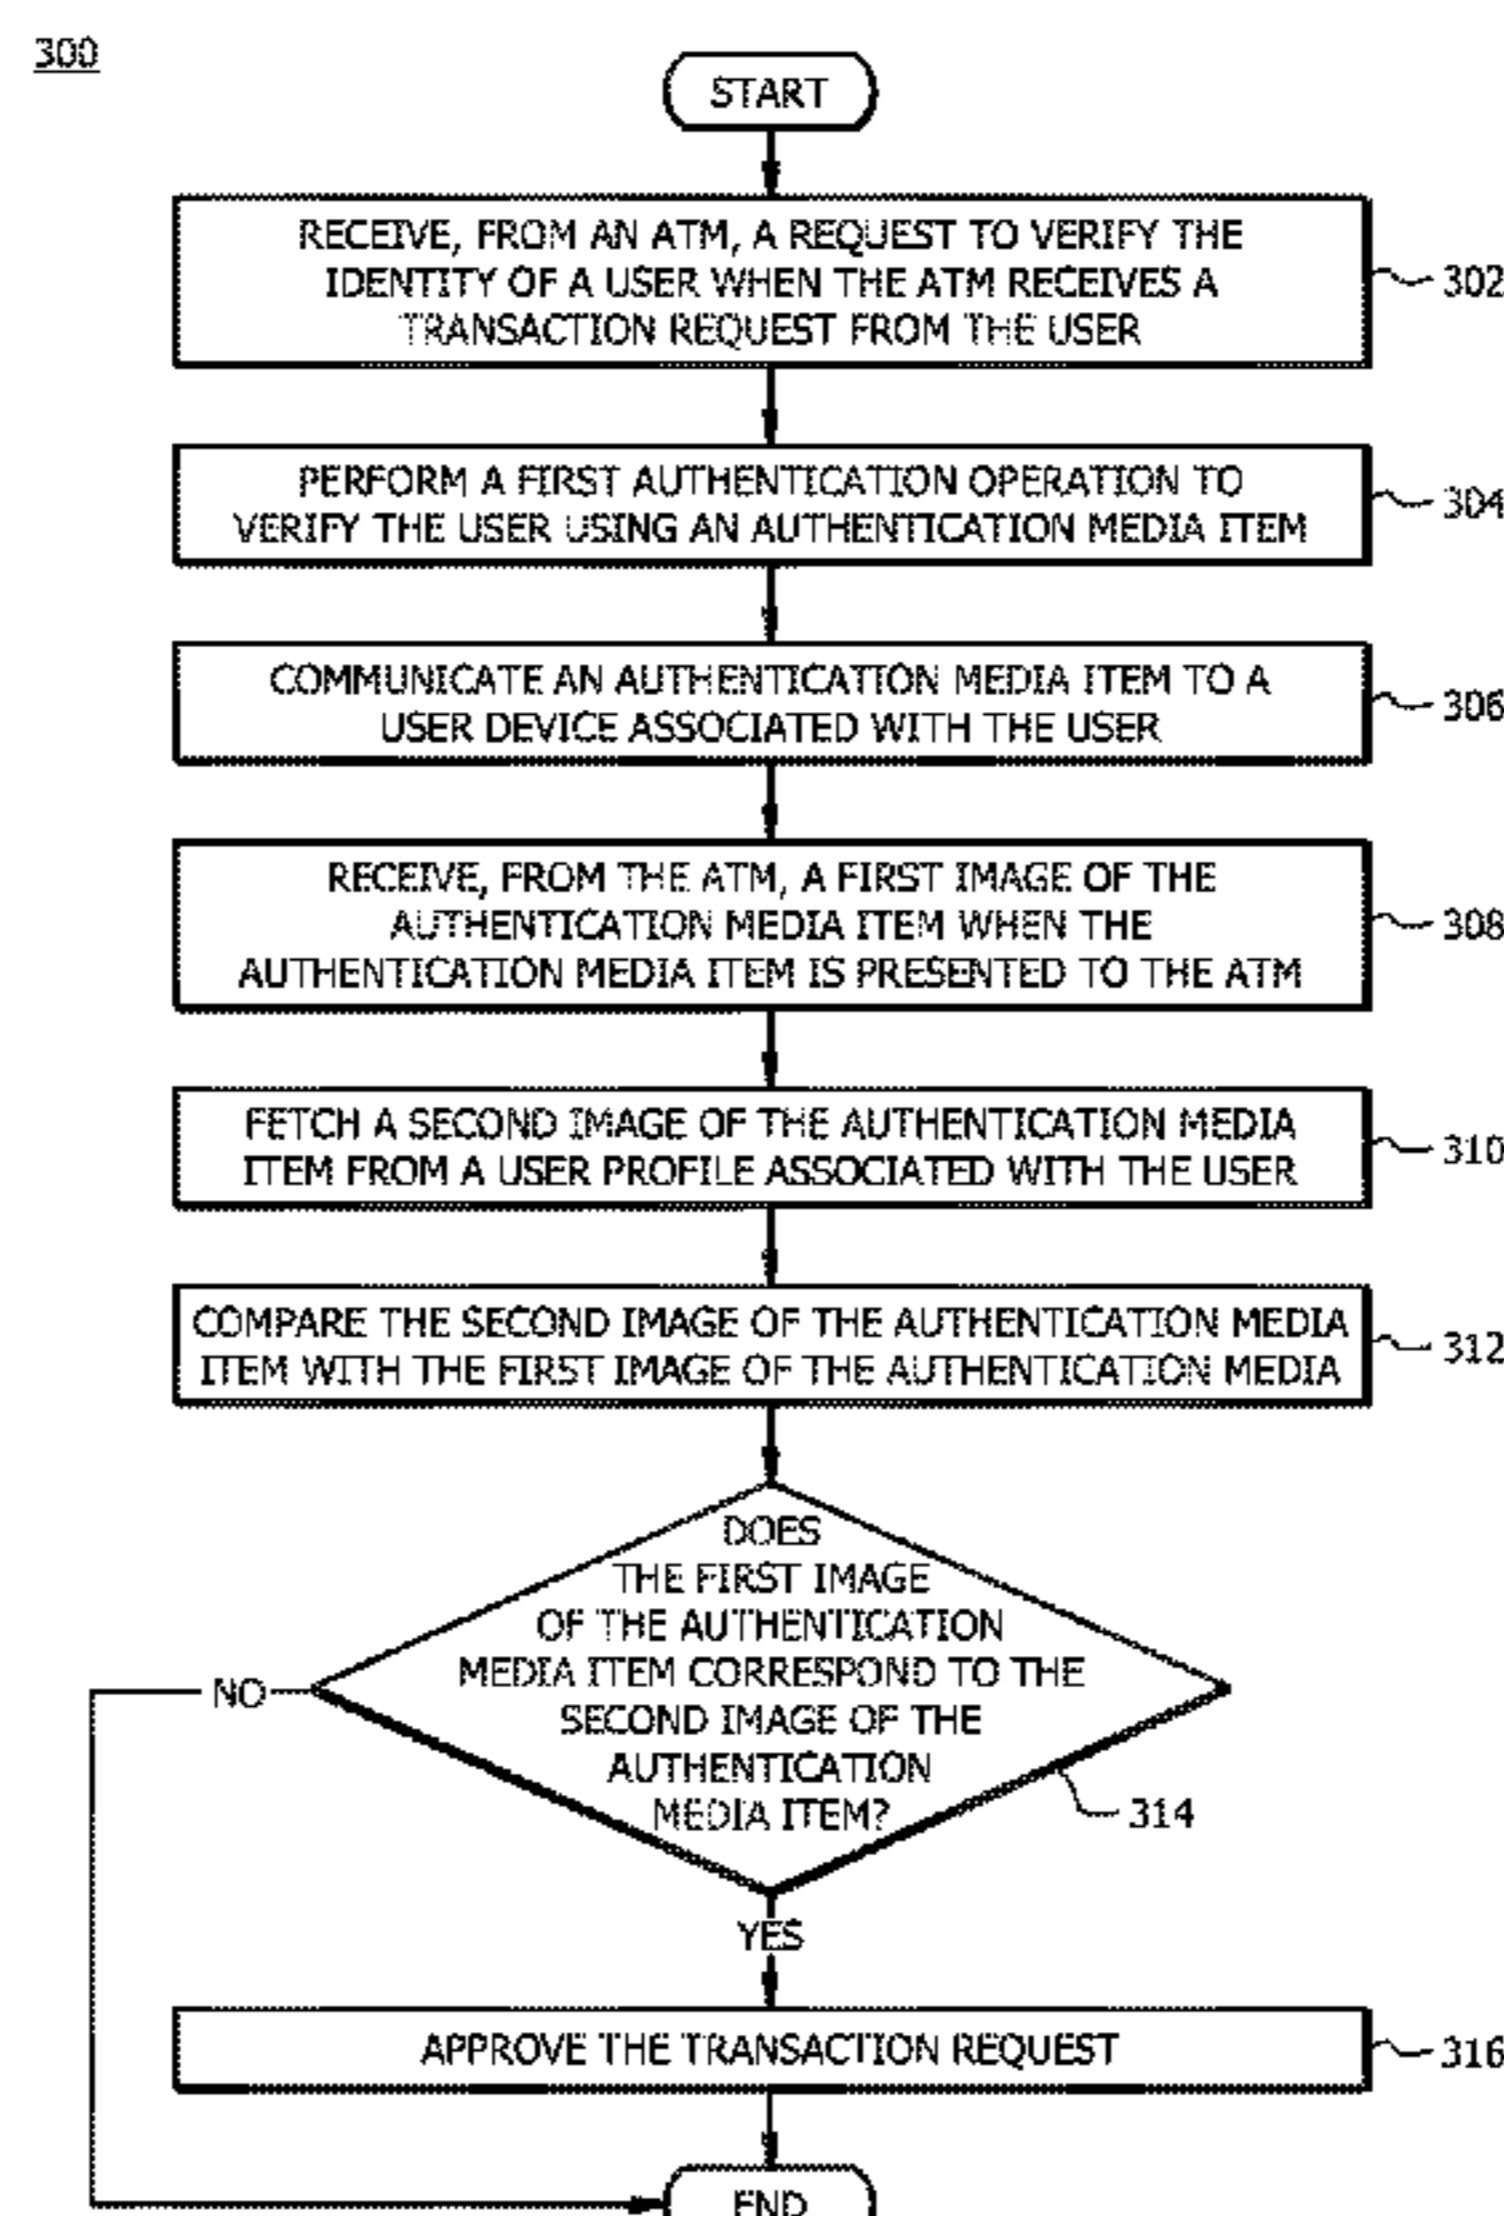 300
START
RECEIVE, FROM AN ATM, A REQUEST TO VERIFY THE
IDENTITY OF A USER WHEN THE ATM RECEIVES A
TRANSACTION REQUEST FROM THE USER
302
PERFORM A FIRST AUTHENTICATION OPERATION TO
VERIFY THE USER USING AN AUTHENTICATION MEDIA ITEM
304
COMMUNICATE AN AUTHENTICATION MEDIA ITEM TO A
USER DEVICE ASSOCIATED WITH THE USER
306
RECEIVE, FROM THE ATM, A FIRST IMAGE OF THE
AUTHENTICATION MEDIA ITEM WHEN THE
AUTHENTICATION MEDIA ITEM IS PRESENTED TO THE ATM
308
FETCH A SECOND IMAGE OF THE AUTHENTICATION MEDIA
ITEM FROM A USER PROFILE ASSOCIATED WITH THE USER
310
COMPARE THE SECOND IMAGE OF THE AUTHENTICATION MEDIA
ITEM WITH THE FIRST IMAGE OF THE AUTHENTICATION MEDIA
312
DOES
THE FIRST IMAGE
OF THE AUTHENTICATION
MEDIA ITEM CORRESPOND TO THE
SECOND IMAGE OF THE
AUTHENTICATION
MEDIA ITEM?
NO
314
YES
APPROVE THE TRANSACTION REQUEST
316
END